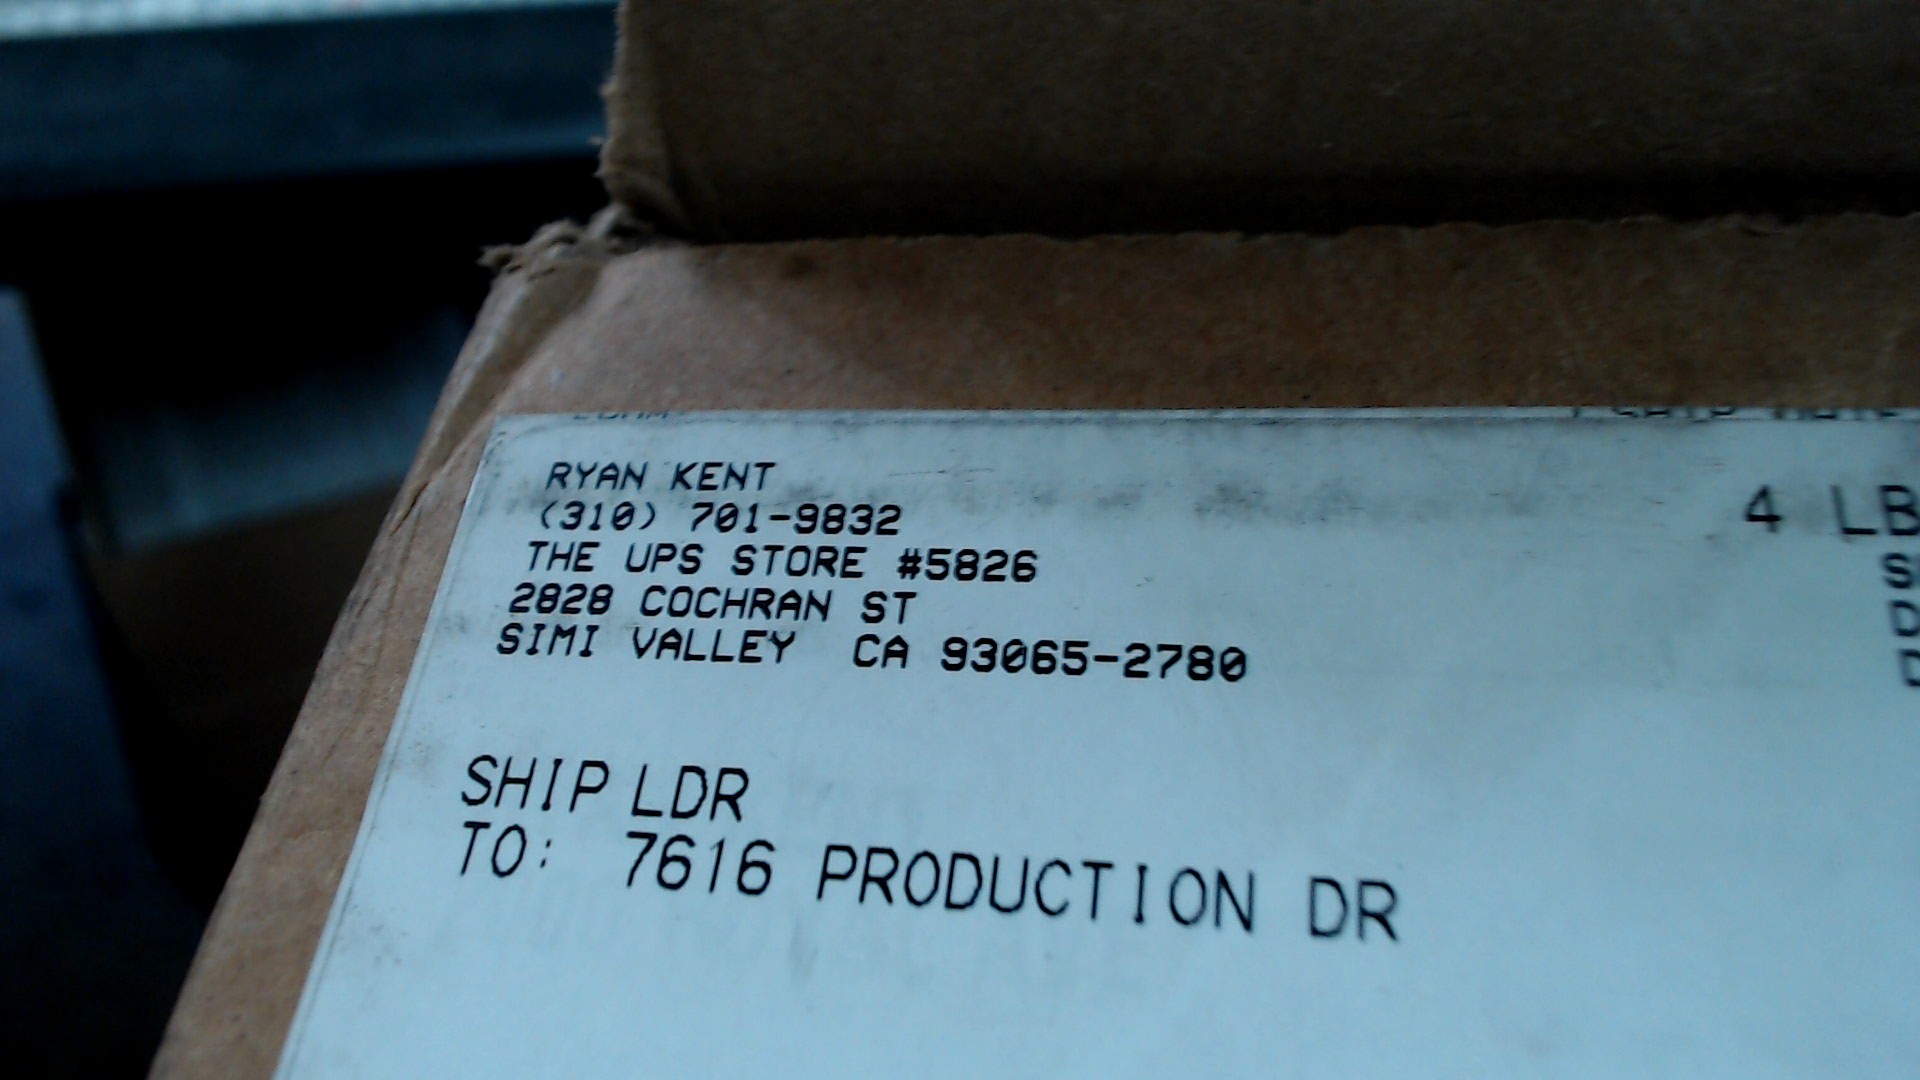 RYAN KENT
(310) 701-9832
THE UPS STORE #5826
2828 COCHRAN ST
SIMI VALLEY CA 93065-2780
4 LB
SHIP LDR
TO: 7616 PRODUCTION DR